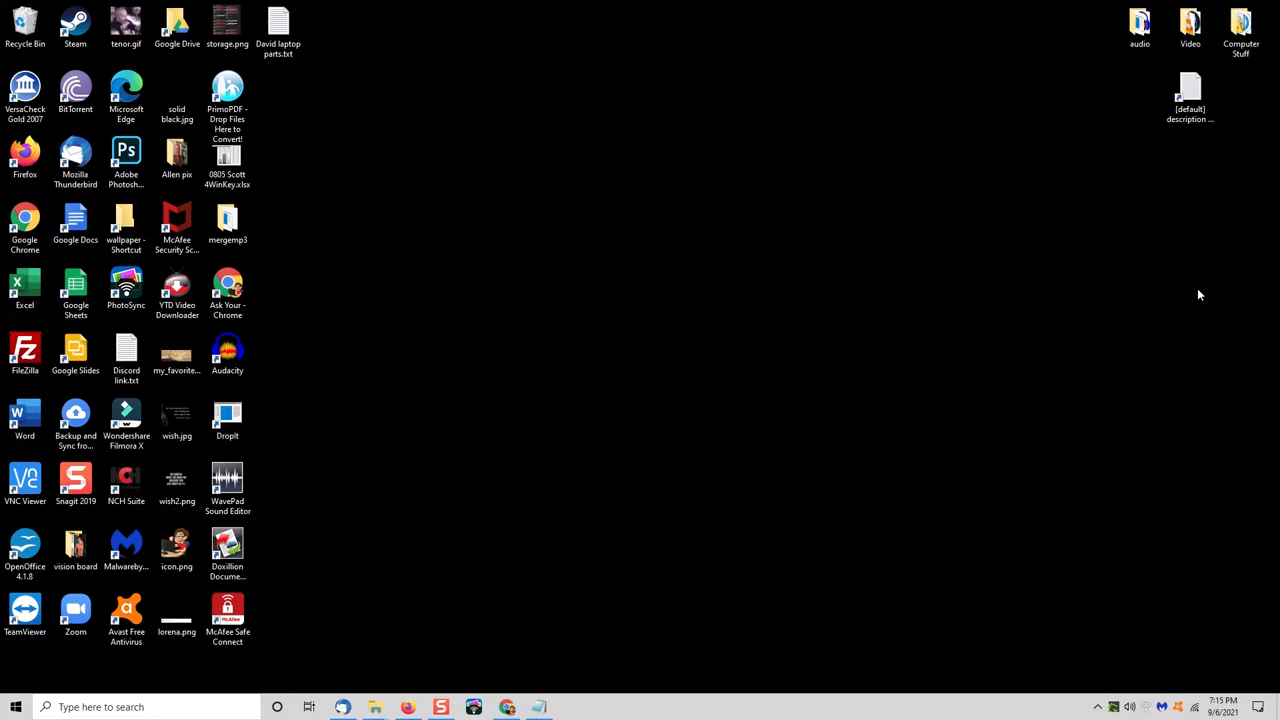 Recycle Bin
Steam
tenor.gif
Google Drive
storage.png
David laptop
parts.txt
audio
Video
Computer
Stuff
VersaCheck
Gold 2007
BitTorrent
Microsoft
Edge
solid
black.jpg
PrimoPDF -
Drop Files
Here to
Convert!
[default]
description ...
Firefox
Mozilla
Thunderbird
Ps
Adobe
Photosh...
Allen pix
0805 Scott
4WinKey.xlsx
Google
Chrome
Google Docs
wallpaper -
Shortcut
McAfee
Security Sc...
mergemp3
Excel
Google
Sheets
PhotoSync
YTD Video
Downloader
Ask Your -
Chrome
FileZilla
Google Slides
Discord
link.txt
my_favorite...
Audacity
Word
Backup and
Sync fro...
Wondershare
Filmora X
wish.jpg
DropIt
VNC Viewer
Snagit 2019
NCH
NCH Suite
wish2.png
WavePad
Sound Editor
OpenOffice
4.1.8
vision board
Malwareby...
icon.png
Doxillion
Docume...
TeamViewer
Zoom
Avast Free
Antivirus
lorena.png
McAfee
McAfee Safe
Connect
Type here to search
7:15 PM
9/6/2021